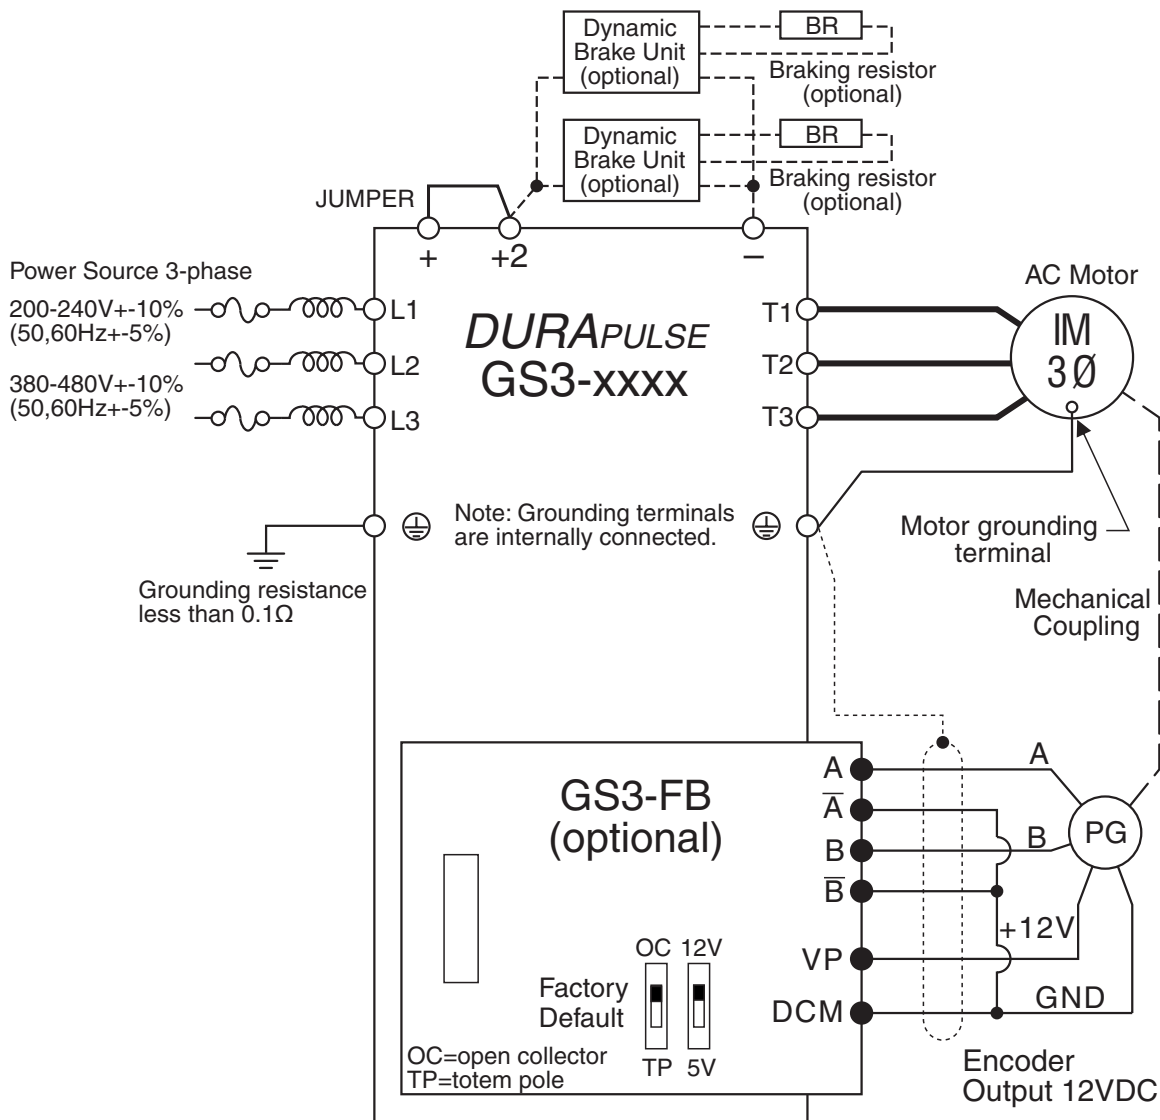 Dynamic
Brake Unit
(optional)
BR
Braking resistor
(optional)
Dynamic
Brake Unit
(optional)
BR
Braking resistor
(optional)
JUMPER
+
+2
−
Power Source 3-phase
200-240V+-10%
(50,60Hz+-5%)
380-480V+-10%
(50,60Hz+-5%)
L1
L2
L3
DURAPULSE
GS3-xxxx
T1
T2
T3
AC Motor
IM
3Ø
Note: Grounding terminals
are internally connected.
Grounding resistance
less than 0.1Ω
Motor grounding
terminal
Mechanical
Coupling
GS3-FB
(optional)
A
A̅
B
B̅
VP
DCM
A
B
+12V
GND
PG
OC 12V
Factory
Default
TP 5V
OC=open collector
TP=totem pole
Encoder
Output 12VDC